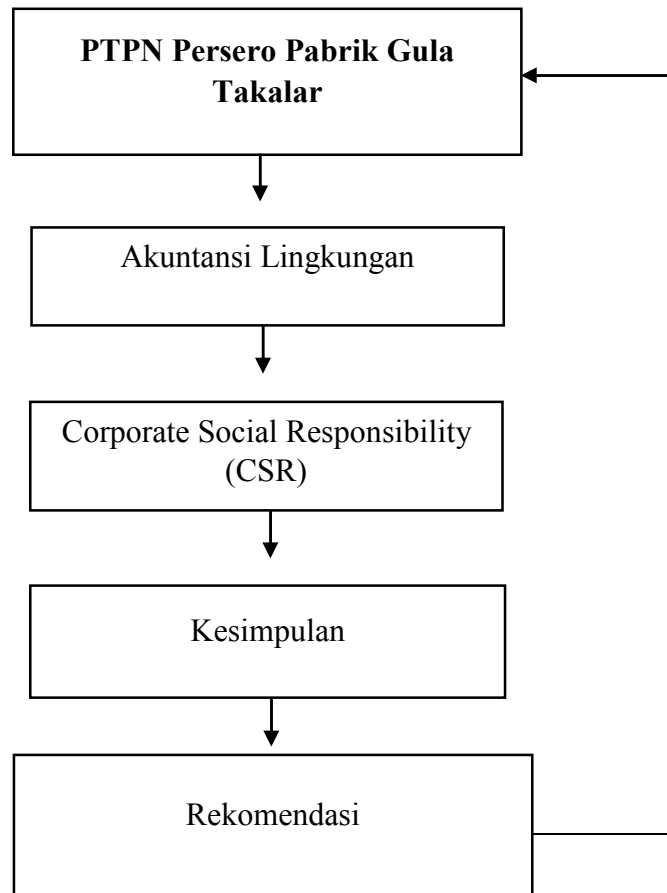 PTPN Persero Pabrik Gula
Takalar
Akuntansi Lingkungan
Corporate Social Responsibility
(CSR)
Kesimpulan
Rekomendasi